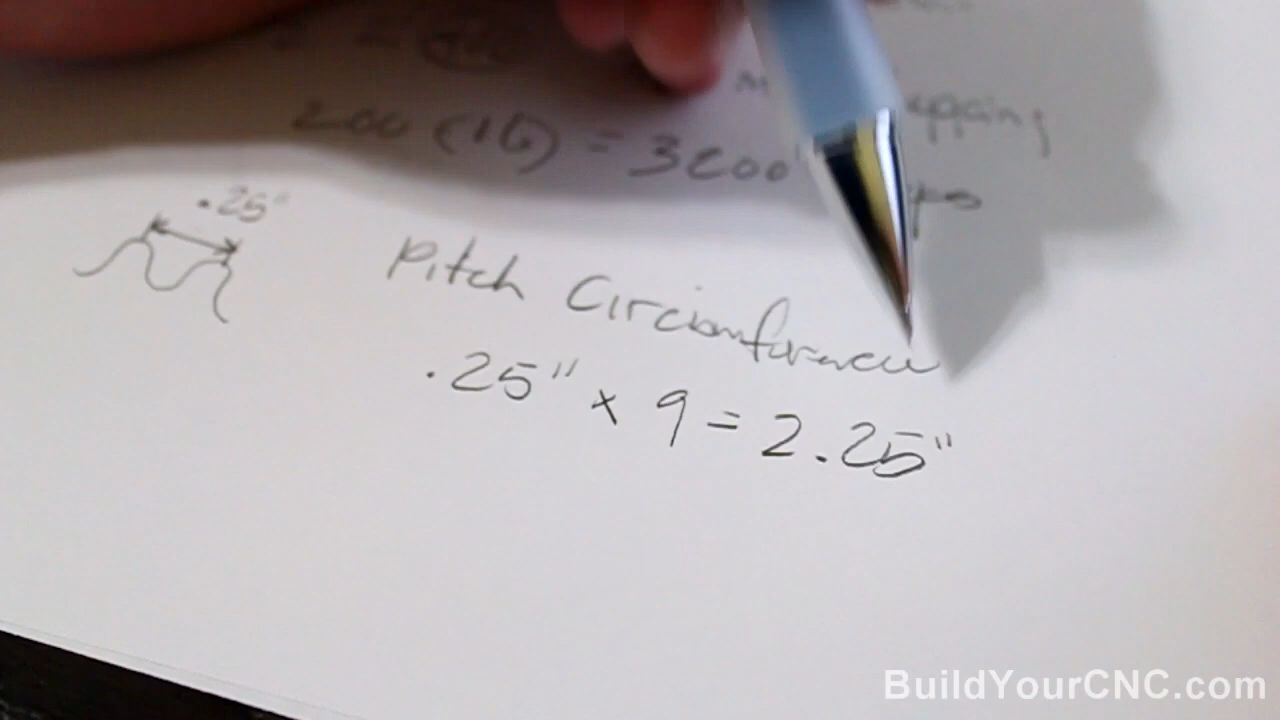 200 (16) = 3200
.25"
Pitch Circumference
.25" x 9 = 2.25"
BuildYourCNC.com